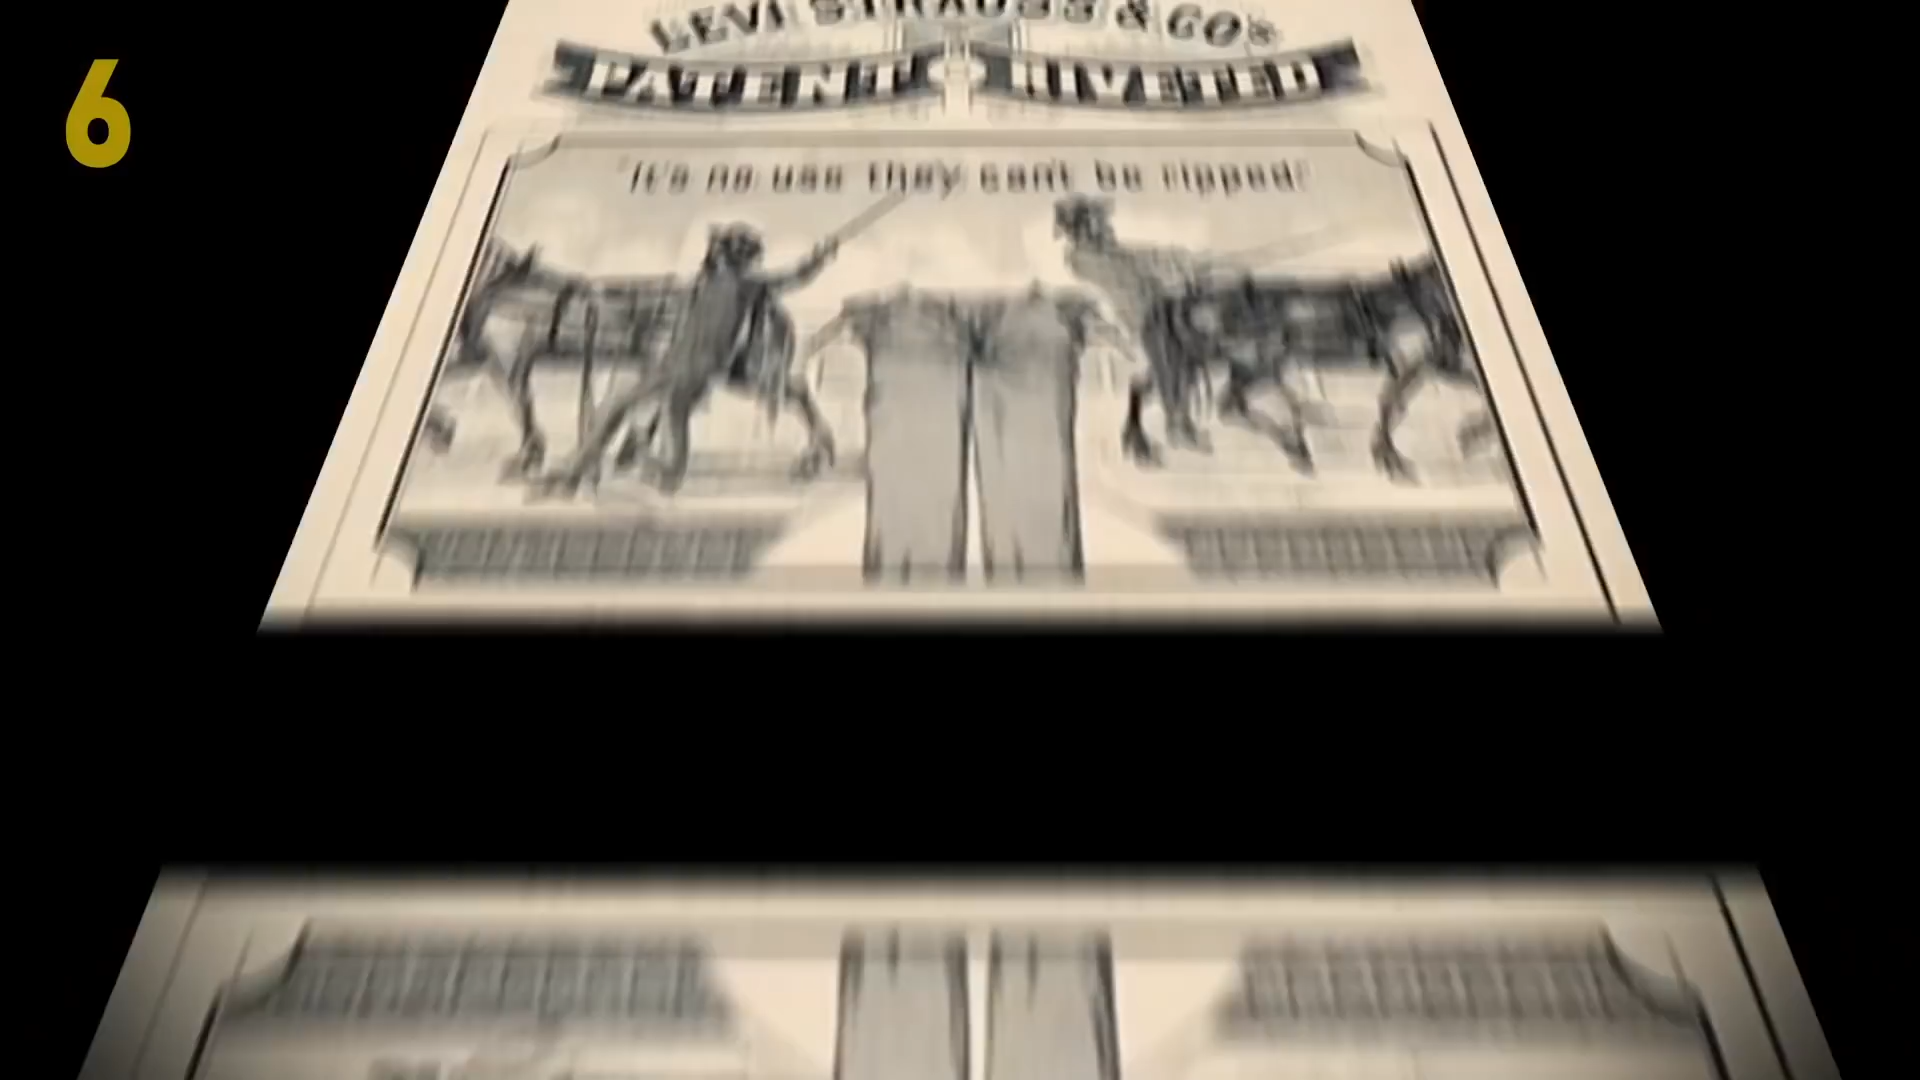 6
LEVI STRAUSS & CO'S
PATENT RIVETED
"It's no use they can't be ripped!"